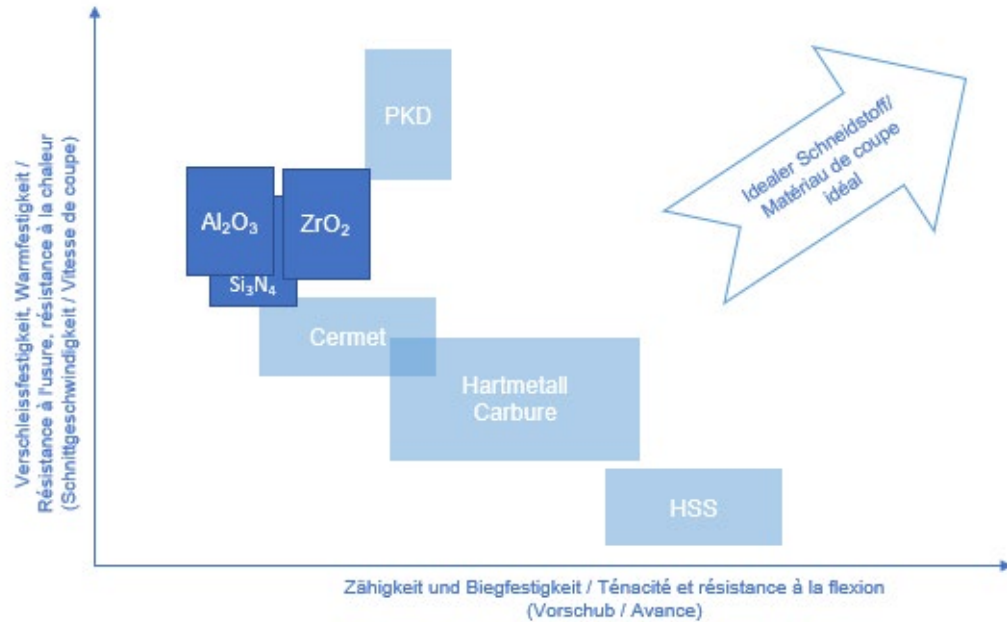 PKD
Idealer Schneidstoff/
Matériau de coupe
idéal
Al₂O₃
ZrO₂
Si₃N₄
Cermet
Hartmetall
Carbure
HSS
Verschleissfestigkeit, Warmfestigkeit /
Résistance à l'usure, résistance à la chaleur
(Schnittgeschwindigkeit / Vitesse de coupe)
Zähigkeit und Biegfestigkeit / Ténacité et résistance à la flexion
(Vorschub / Avance)